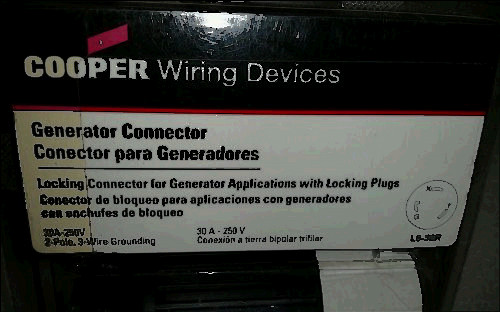 COOPER Wiring Devices
Generator Connector
Conector para Generadores
Locking Connector for Generator Applications with Locking Plugs
Conector de bloqueo para aplicaciones con generadores
con enchufes de bloqueo
30A-250V
2-Pole, 3-Wire Grounding
30 A - 250 V
Conexión a tierra bipolar trifilar
X
Y
G
L6-30R